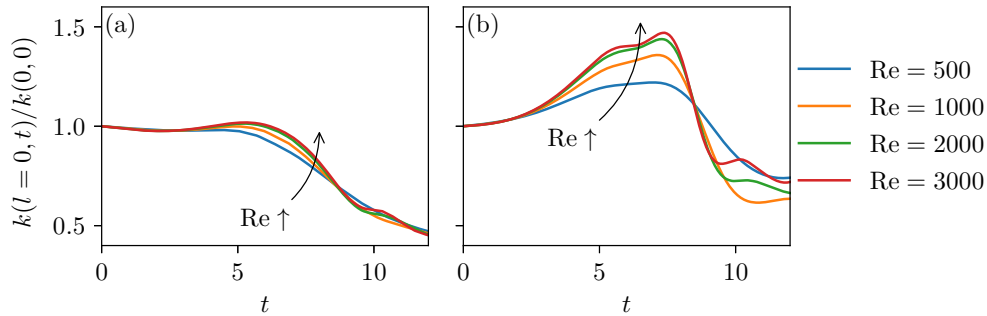 (a)
(b)
k(l = 0, t)/k(0, 0)
1.5
1.0
0.5
Re ↑
Re ↑
0
5
10
0
5
10
t
t
Re = 500
Re = 1000
Re = 2000
Re = 3000